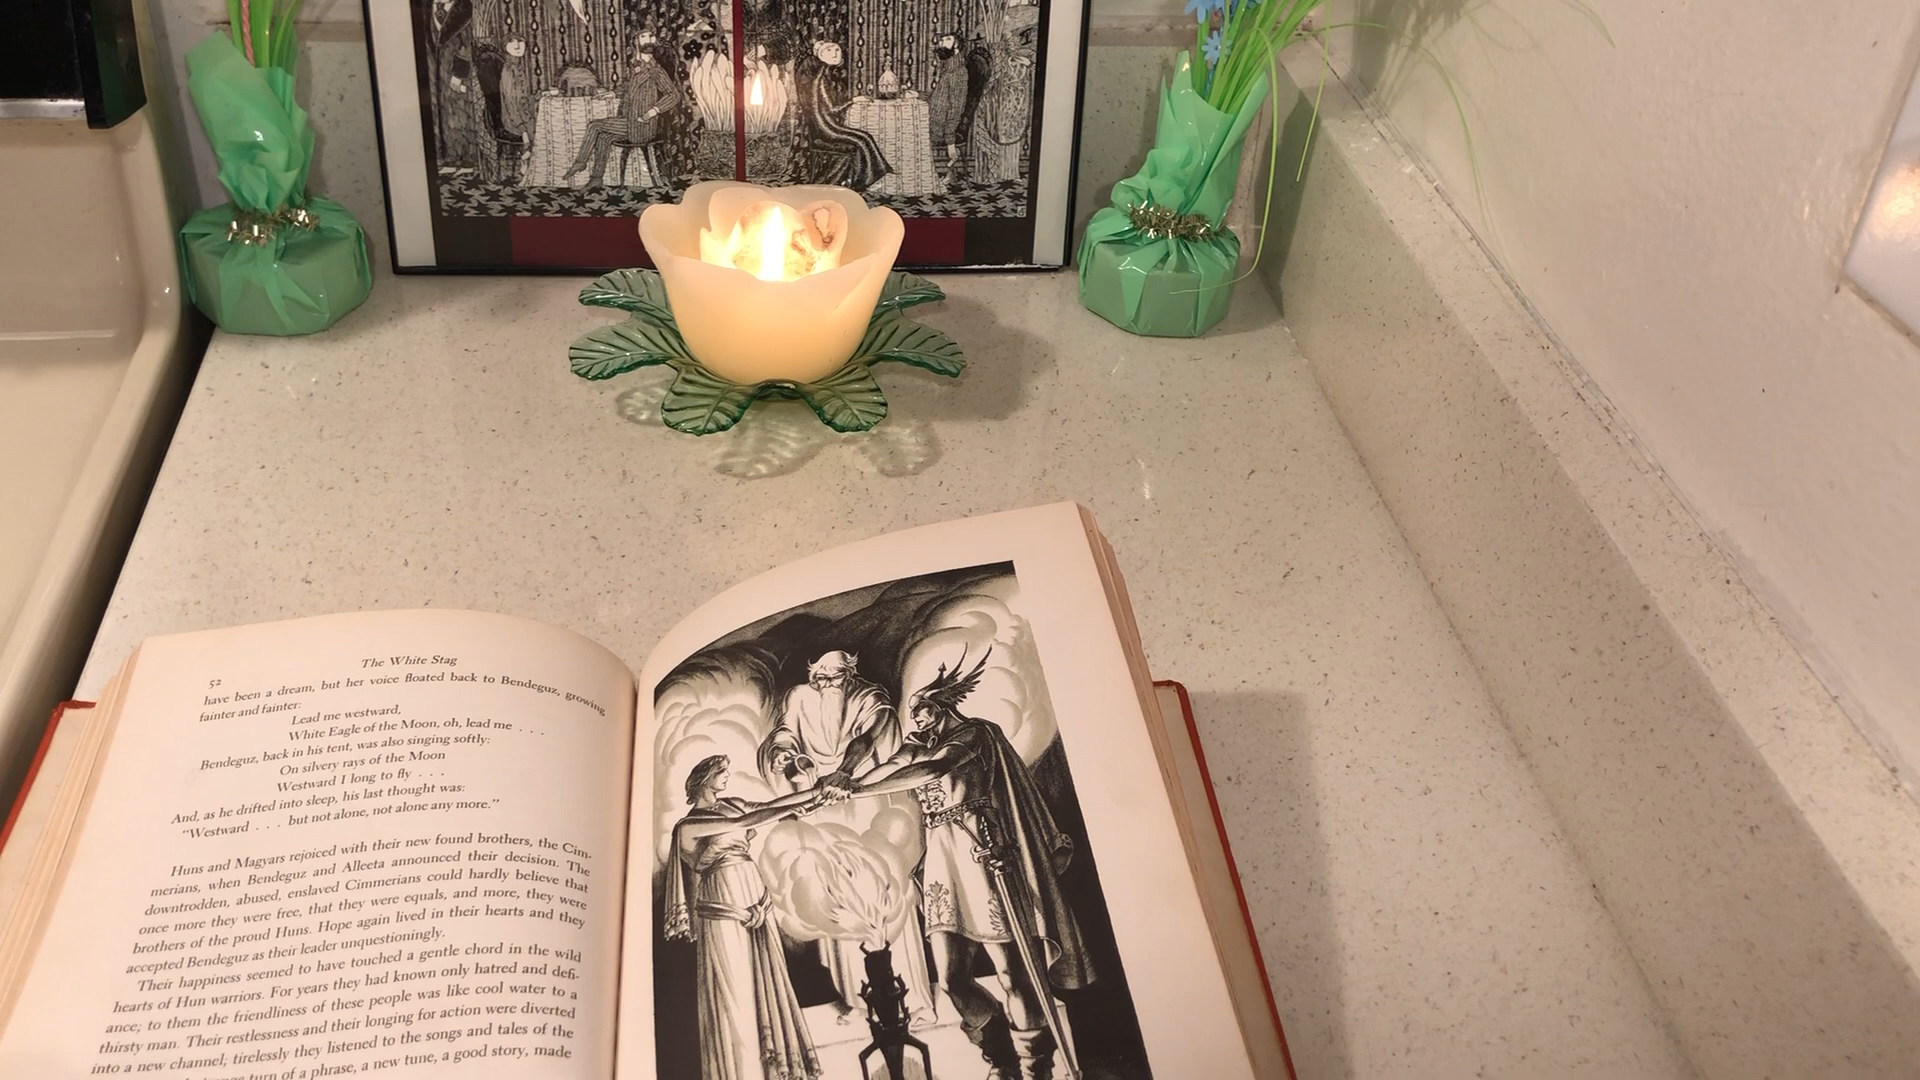 The White Stag
52
have been a dream, but her voice floated back to Bendeguz, growing
fainter and fainter:
Lead me westward,
White Eagle of the Moon, oh, lead me . . .
Bendeguz, back in his tent, was also singing softly:
On silvery rays of the Moon
Westward I long to fly . . .
And, as he drifted into sleep, his last thought was:
"Westward . . . but not alone, not alone any more."
Huns and Magyars rejoiced with their new found brothers, the Cim-
merians, when Bendeguz and Alleeta announced their decision. The
downtrodden, abused, enslaved Cimmerians could hardly believe that
once more they were free, that they were equals, and more, they were
brothers of the proud Huns. Hope again lived in their hearts and they
accepted Bendeguz as their leader unquestioningly.
Their happiness seemed to have touched a gentle chord in the wild
hearts of Hun warriors. For years they had known only hatred and defi-
ance; to them the friendliness of these people was like cool water to a
thirsty man. Their restlessness and their longing for action were diverted
into a new channel; tirelessly they listened to the songs and tales of the
turn of a phrase, a new tune, a good story, made